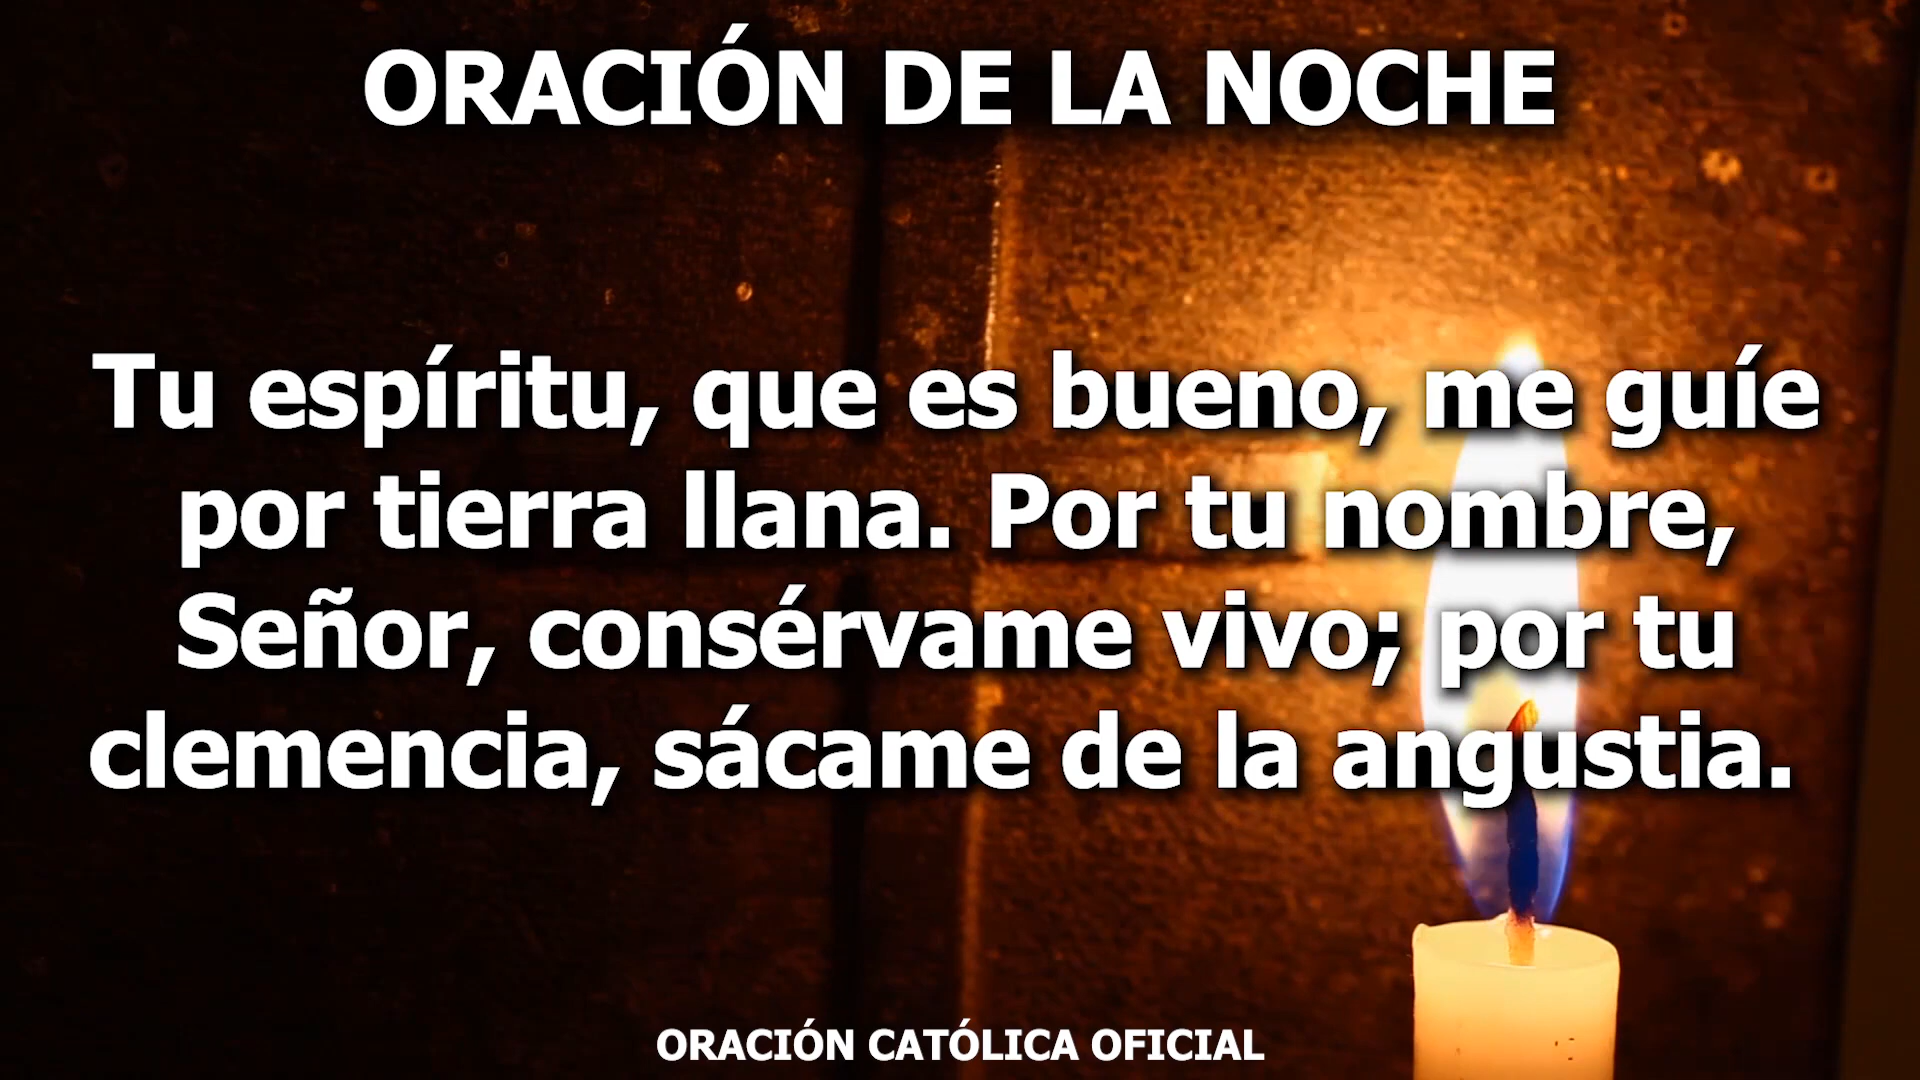 ORACIÓN DE LA NOCHE
Tu espíritu, que es bueno, me guíe
por tierra llana. Por tu nombre,
Señor, consérvame vivo; por tu
clemencia, sácame de la angustia.
ORACIÓN CATÓLICA OFICIAL